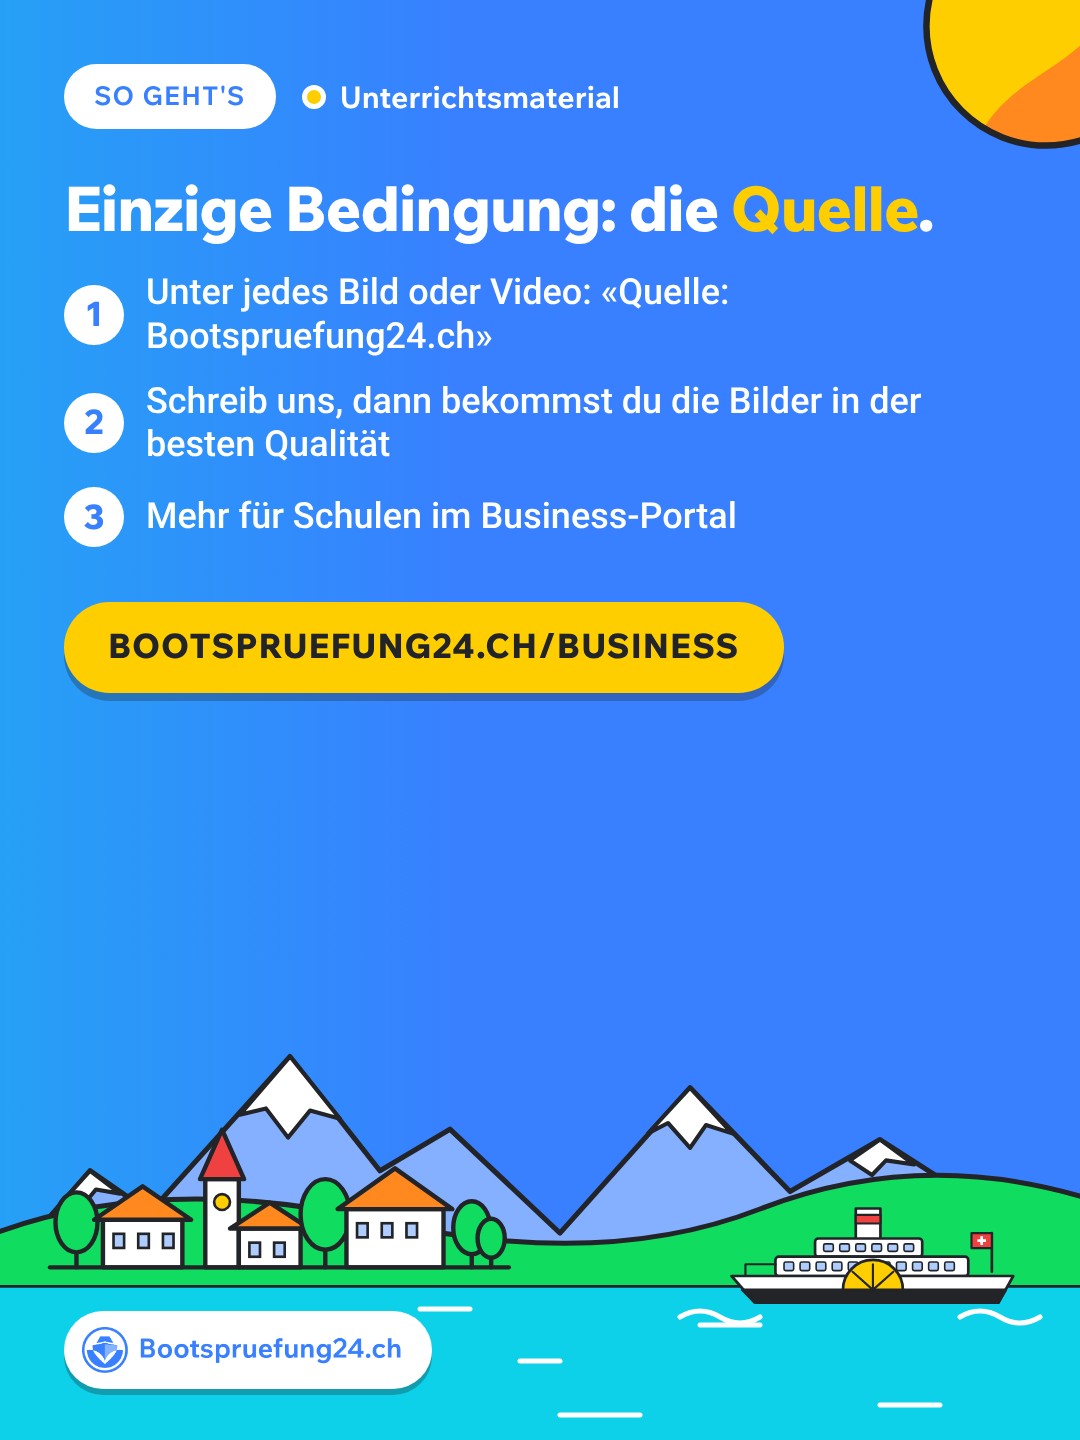 SO GEHT'S
Unterrichtsmaterial
Einzige Bedingung: die Quelle.
1
Unter jedes Bild oder Video: «Quelle:
Bootspruefung24.ch»
2
Schreib uns, dann bekommst du die Bilder in der
besten Qualität
3
Mehr für Schulen im Business-Portal
BOOTSPRUEFUNG24.CH/BUSINESS
Bootspruefung24.ch